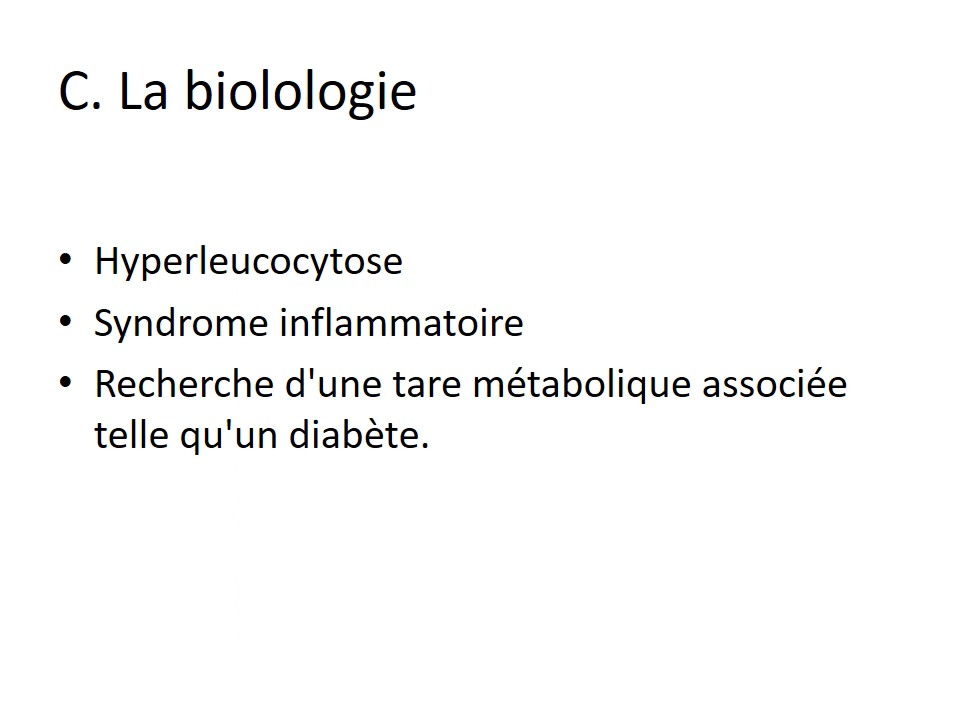 C. La biolologie
• Hyperleucocytose
• Syndrome inflammatoire
• Recherche d'une tare métabolique associée
telle qu'un diabète.